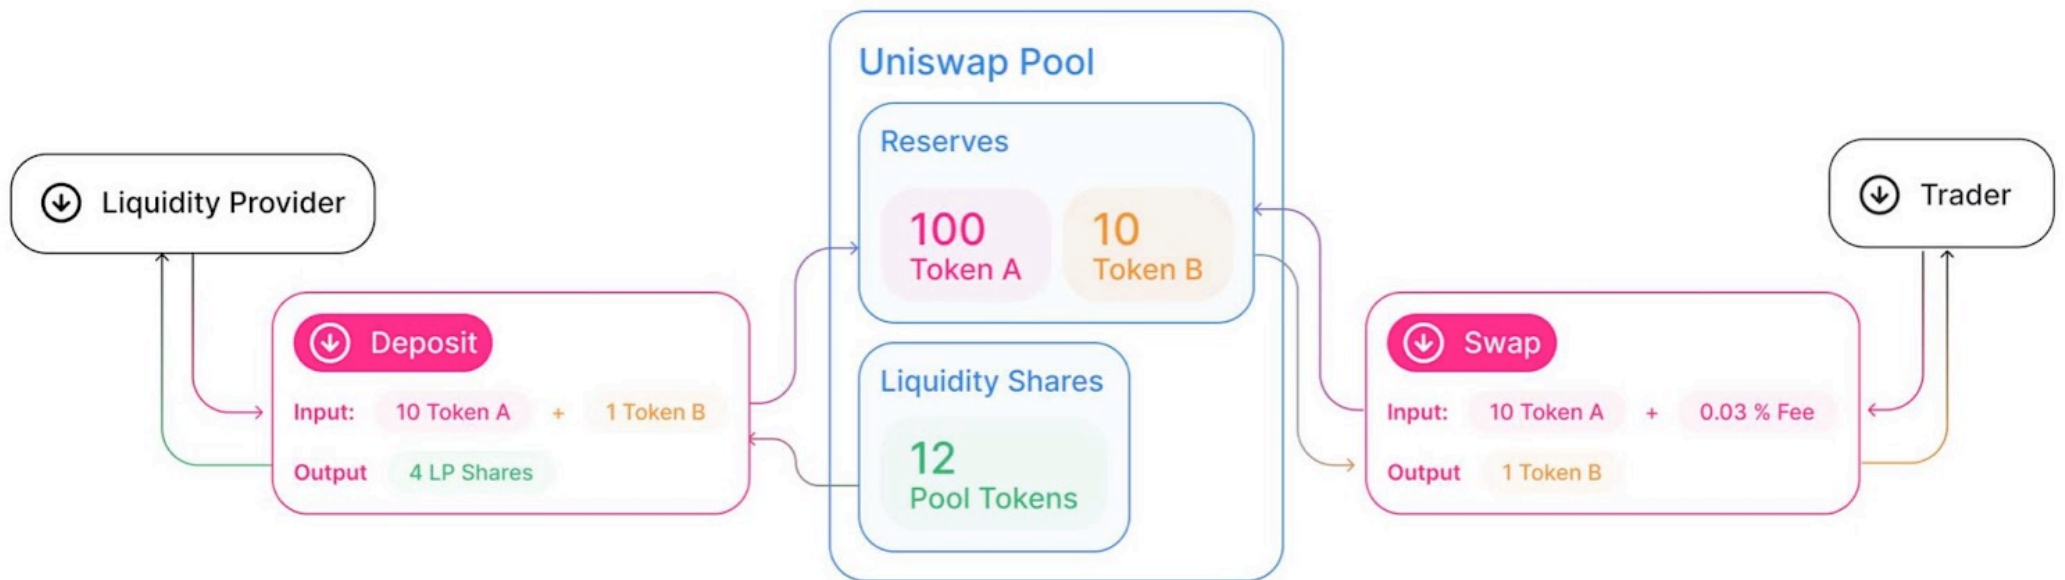 Uniswap Pool
Reserves
100
Token A
10
Token B
Liquidity Shares
12
Pool Tokens
Liquidity Provider
Deposit
Input: 10 Token A + 1 Token B
Output 4 LP Shares
Trader
Swap
Input: 10 Token A + 0.03 % Fee
Output 1 Token B